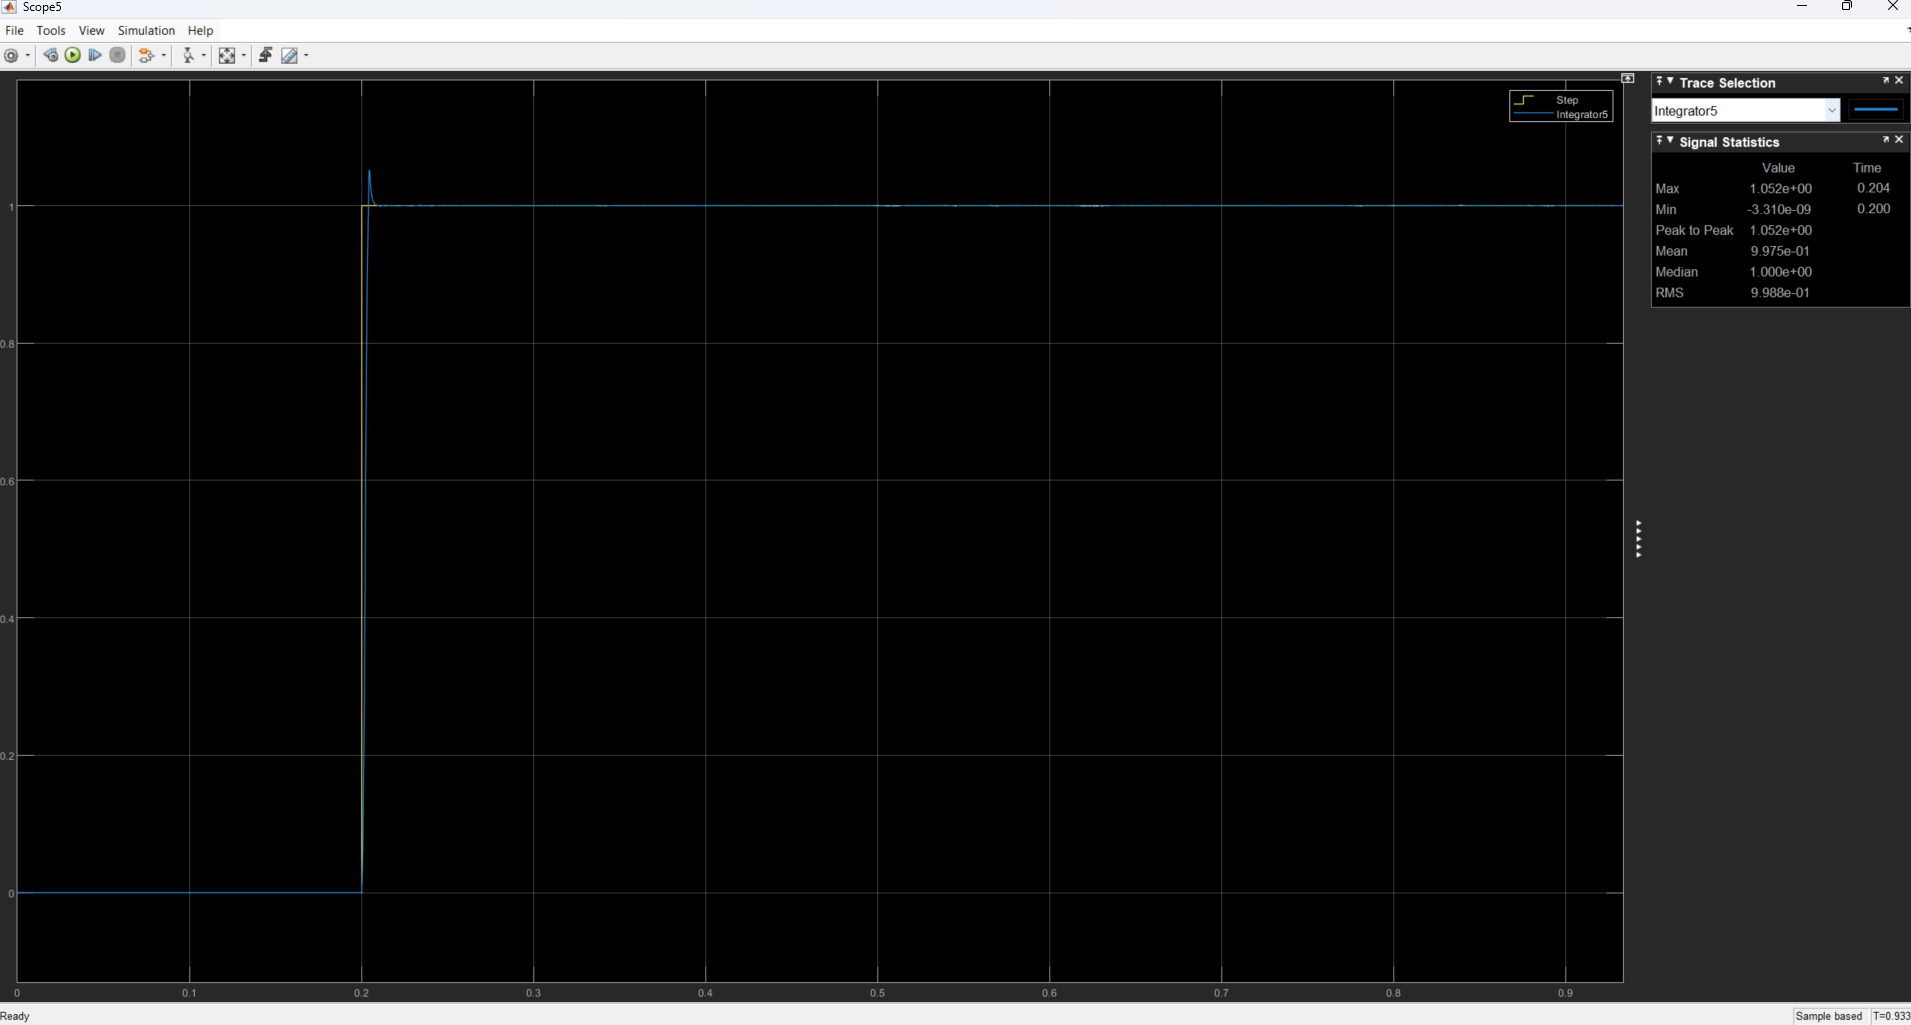 Scope5
File Tools View Simulation Help
Step
Integrator5
1
0.8
0.6
0.4
0.2
0
0 0.1 0.2 0.3 0.4 0.5 0.6 0.7 0.8 0.9
Trace Selection
Integrator5
Signal Statistics
Value Time
Max 1.052e+00 0.204
Min -3.310e-09 0.200
Peak to Peak 1.052e+00
Mean 9.975e-01
Median 1.000e+00
RMS 9.988e-01
Ready
Sample based T=0.933